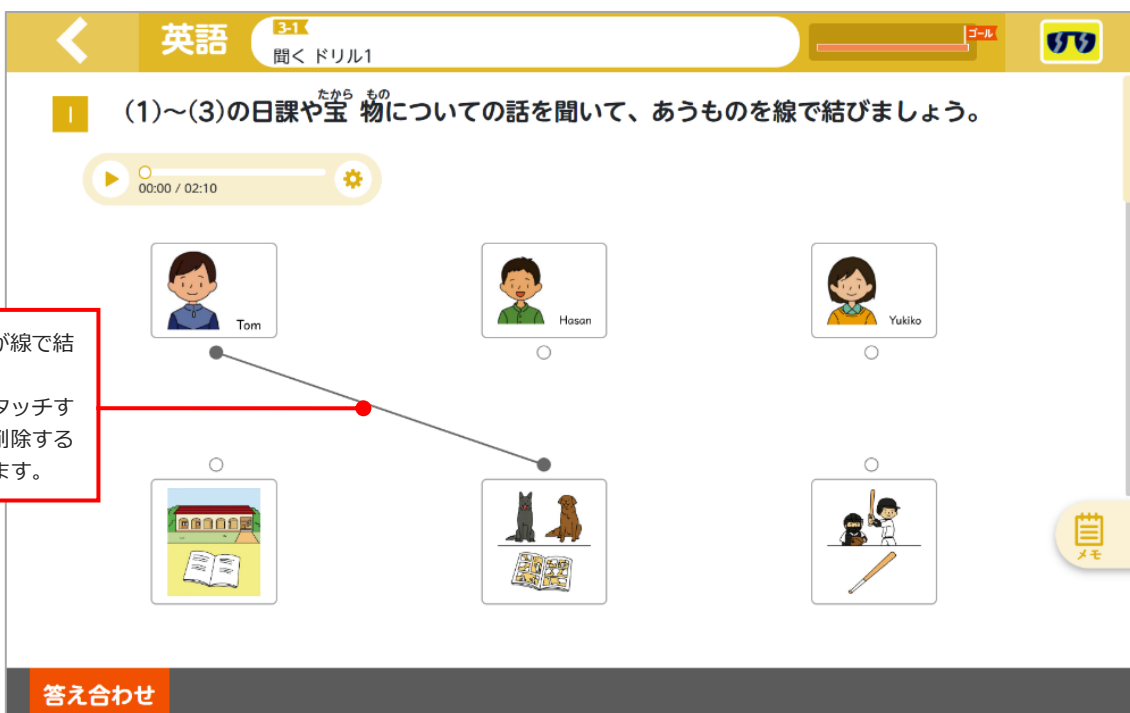 英語
3-1
聞く ドリル1
ゴール
1
(1)～(3)の日課や宝物についての話を聞いて、あうものを線で結びましょう。
たから もの
00:00 / 02:10
Tom
Hasan
Yukiko
が線で結
タッチす
削除する
ます。
メモ
答え合わせ